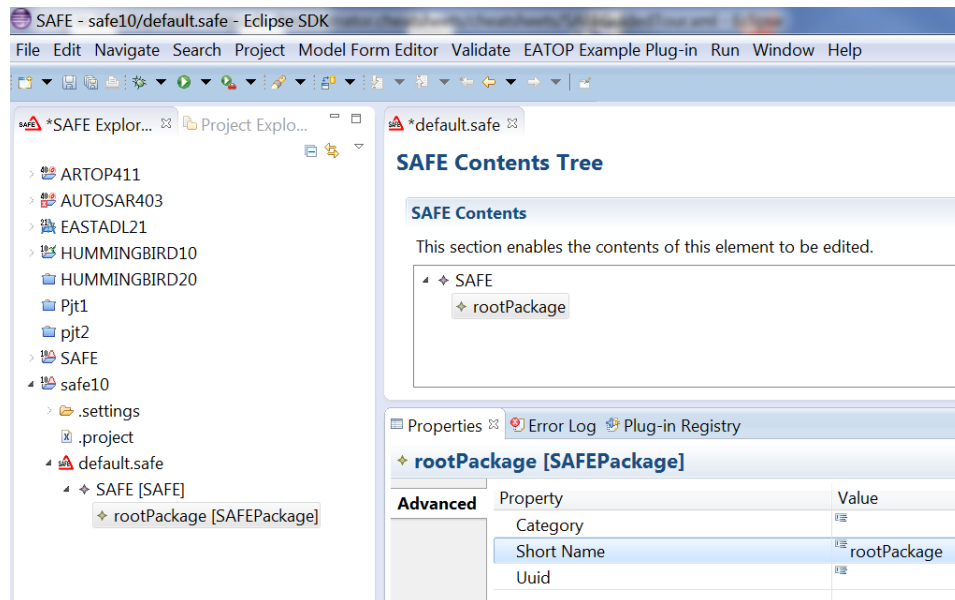 SAFE - safe10/default.safe - Eclipse SDK
File Edit Navigate Search Project Model Form Editor Validate EATOP Example Plug-in Run Window Help
*SAFE Explor... Project Explo...
ARTOP411
AUTOSAR403
EASTADL21
HUMMINGBIRD10
HUMMINGBIRD20
Pjt1
pjt2
SAFE
safe10
.settings
.project
default.safe
SAFE [SAFE]
rootPackage [SAFEPackage]
*default.safe
SAFE Contents Tree
SAFE Contents
This section enables the contents of this element to be edited.
SAFE
rootPackage
Properties Error Log Plug-in Registry
rootPackage [SAFEPackage]
Advanced
Property Value
Category
Short Name rootPackage
Uuid